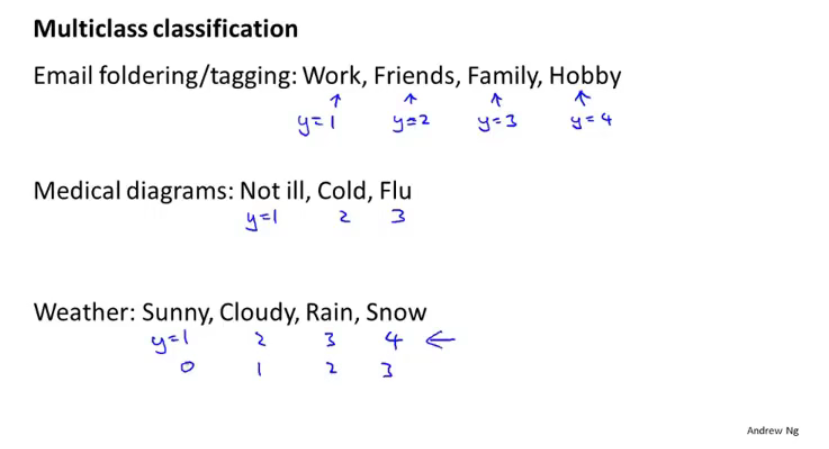 Multiclass classification
Email foldering/tagging: Work, Friends, Family, Hobby
y=1 y=2 y=3 y=4
Medical diagrams: Not ill, Cold, Flu
y=1 2 3
Weather: Sunny, Cloudy, Rain, Snow
y=1 2 3 4 ←
0 1 2 3
Andrew Ng